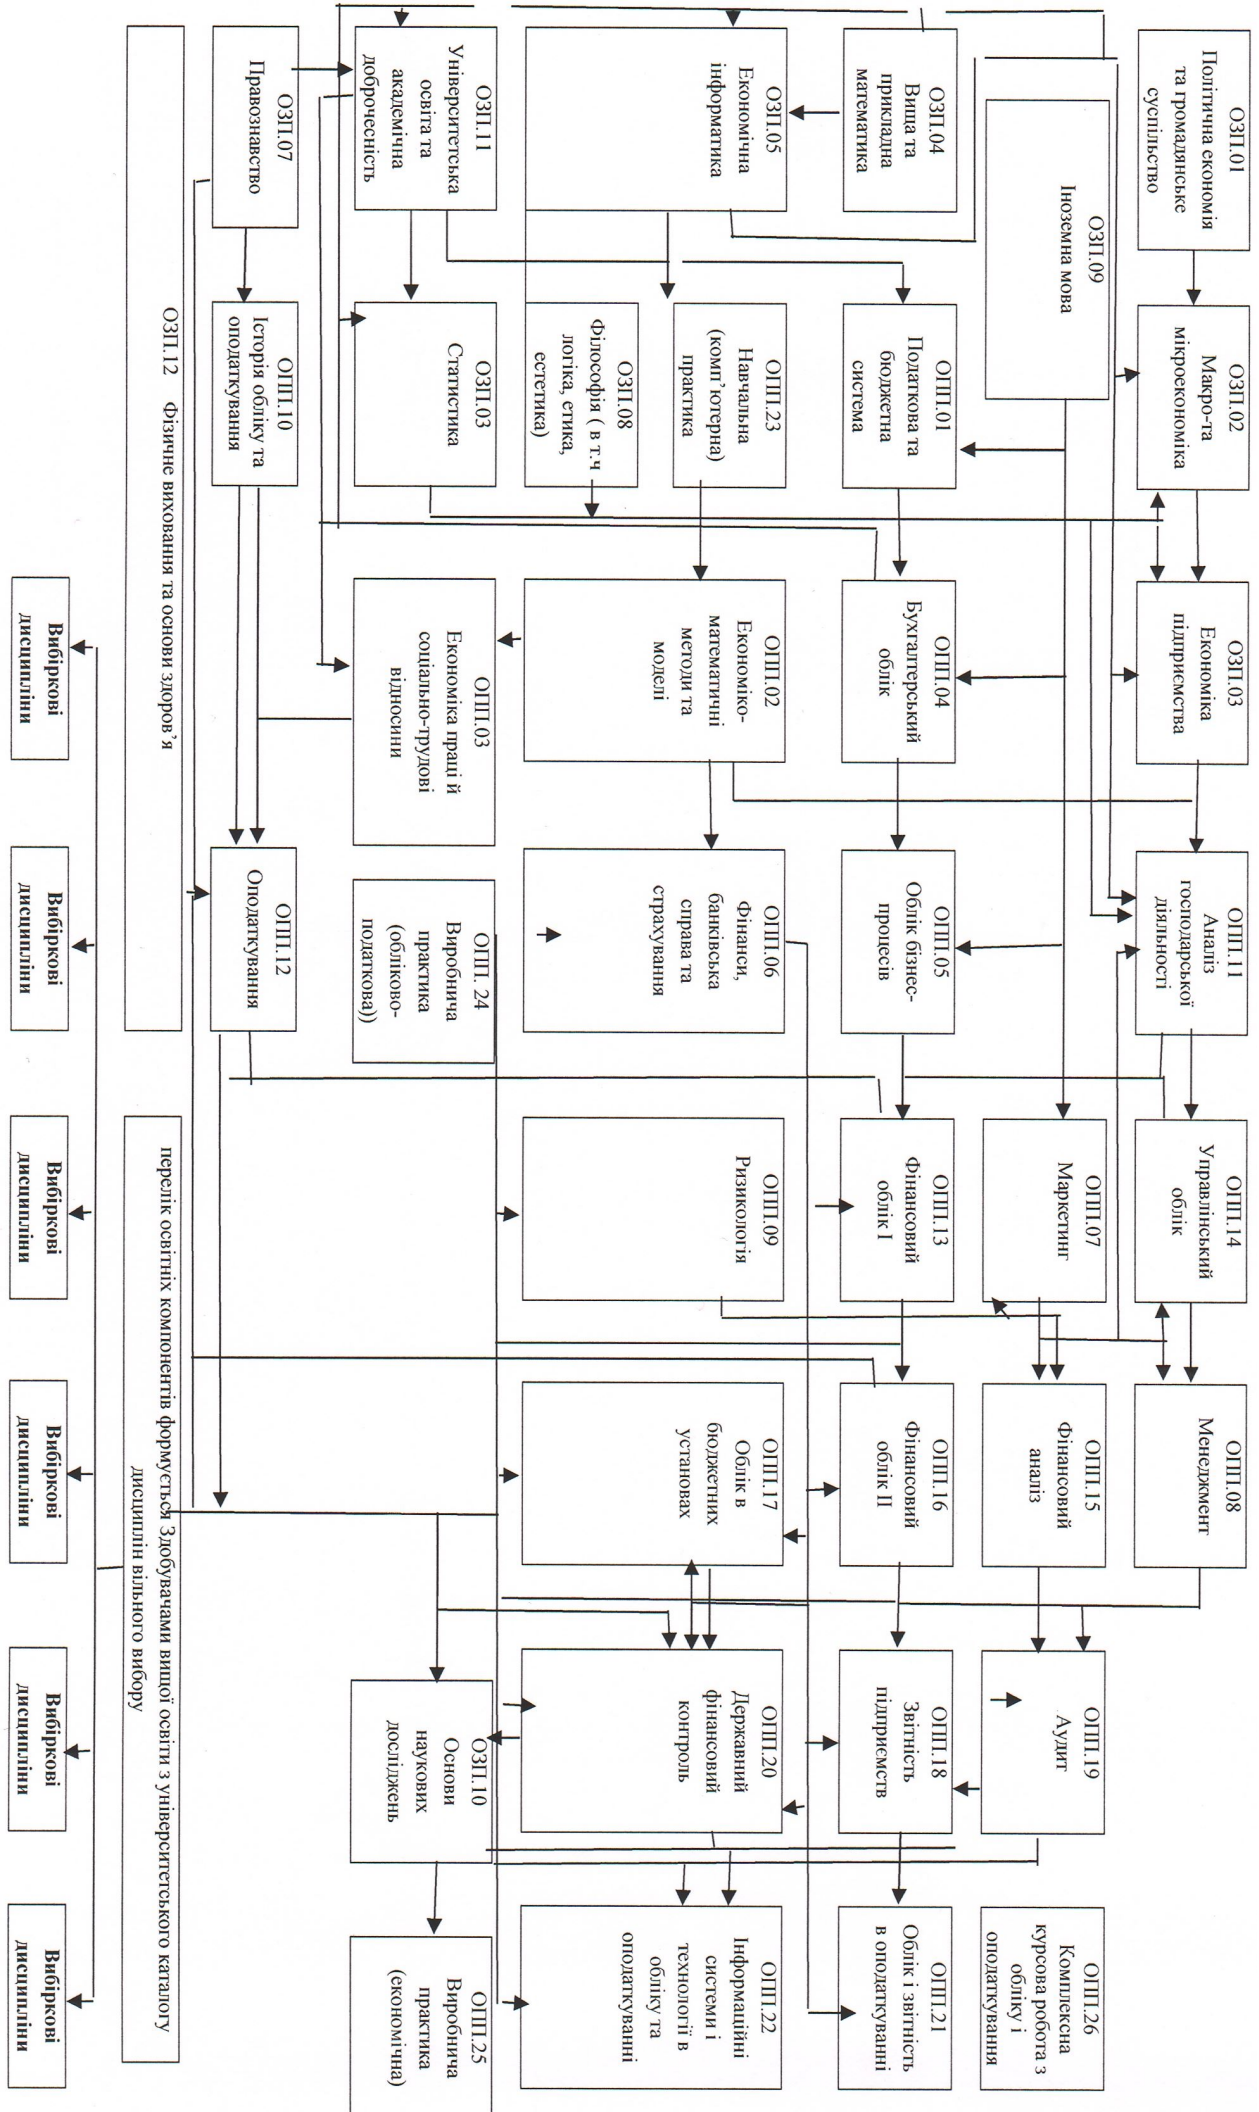 ОЗП.01
Політична економія
та громадянське
суспільство
ОЗП.02
Макро-та
мікроекономіка
ОЗП.03
Економіка
підприємства
ОПП.11
Аналіз
господарської
діяльності
ОПП.14
Управлінський
облік
ОПП.08
Менеджмент
ОЗП.09
Іноземна мова
ОПП.07
Маркетинг
ОПП.15
Фінансовий
аналіз
ОПП.19
Аудит
ОПП.26
Комплексна
курсова робота з
обліку і
оподаткування
ОЗП.04
Вища та
прикладна
математика
ОПП.01
Податкова та
бюджетна
система
ОПП.04
Бухгалтерський
облік
ОПП.05
Облік бізнес-
процесів
ОПП.13
Фінансовий
облік І
ОПП.16
Фінансовий
облік ІІ
ОПП.18
Звітність
підприємств
ОПП.21
Облік і звітність
в оподаткуванні
ОЗП.05
Економічна
інформатика
ОПП.23
Навчальна
(комп’ютерна)
практика
ОЗП.08
Філософія ( в т.ч
логіка, етика,
естетика)
ОПП.02
Економіко-
математичні
методи та
моделі
ОПП.06
Фінанси,
банківська
справа та
страхування
ОПП.09
Ризикологія
ОПП.17
Облік в
бюджетних
установах
ОПП.20
Державний
фінансовий
контроль
ОПП.22
Інформаційні
системи і
технології в
обліку та
оподаткуванні
ОЗП.11
Університетська
освіта та
академічна
доброчесність
ОЗП.03
Статистика
ОПП.03
Економіка праці й
соціально-трудові
відносини
ОПП. 24
Виробнича
практика
(обліково-
податкова))
ОЗП.10
Основи
наукових
досліджень
ОПП.25
Виробнича
практика
(економічна)
ОЗП.07
Правознавство
ОПП.10
Історія обліку та
оподаткування
ОПП.12
Оподаткування
ОЗП.12 Фізичне виховання та основи здоров’я
перелік освітніх компонентів формується Здобувачами вищої освіти з університетського каталогу
дисциплін вільного вибору
Вибіркові
дисципліни
Вибіркові
дисципліни
Вибіркові
дисципліни
Вибіркові
дисципліни
Вибіркові
дисципліни
Вибіркові
дисципліни